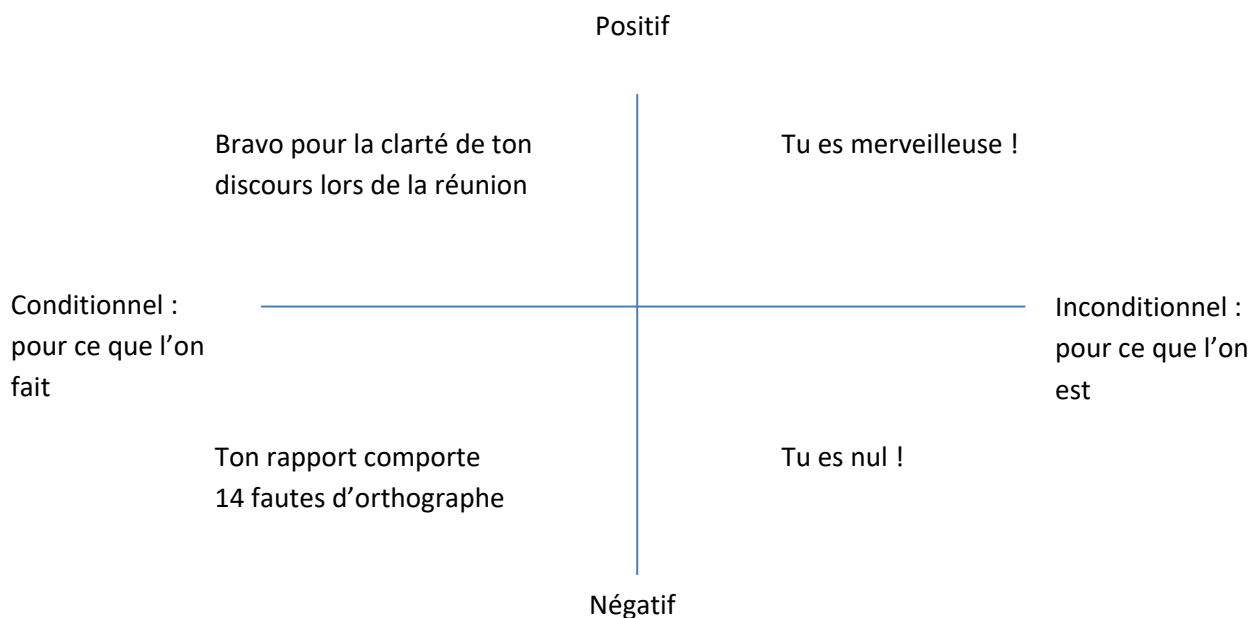 Positif
Bravo pour la clarté de ton
discours lors de la réunion
Tu es merveilleuse !
Conditionnel :
pour ce que l’on
fait
Inconditionnel :
pour ce que l’on
est
Ton rapport comporte
14 fautes d’orthographe
Tu es nul !
Négatif